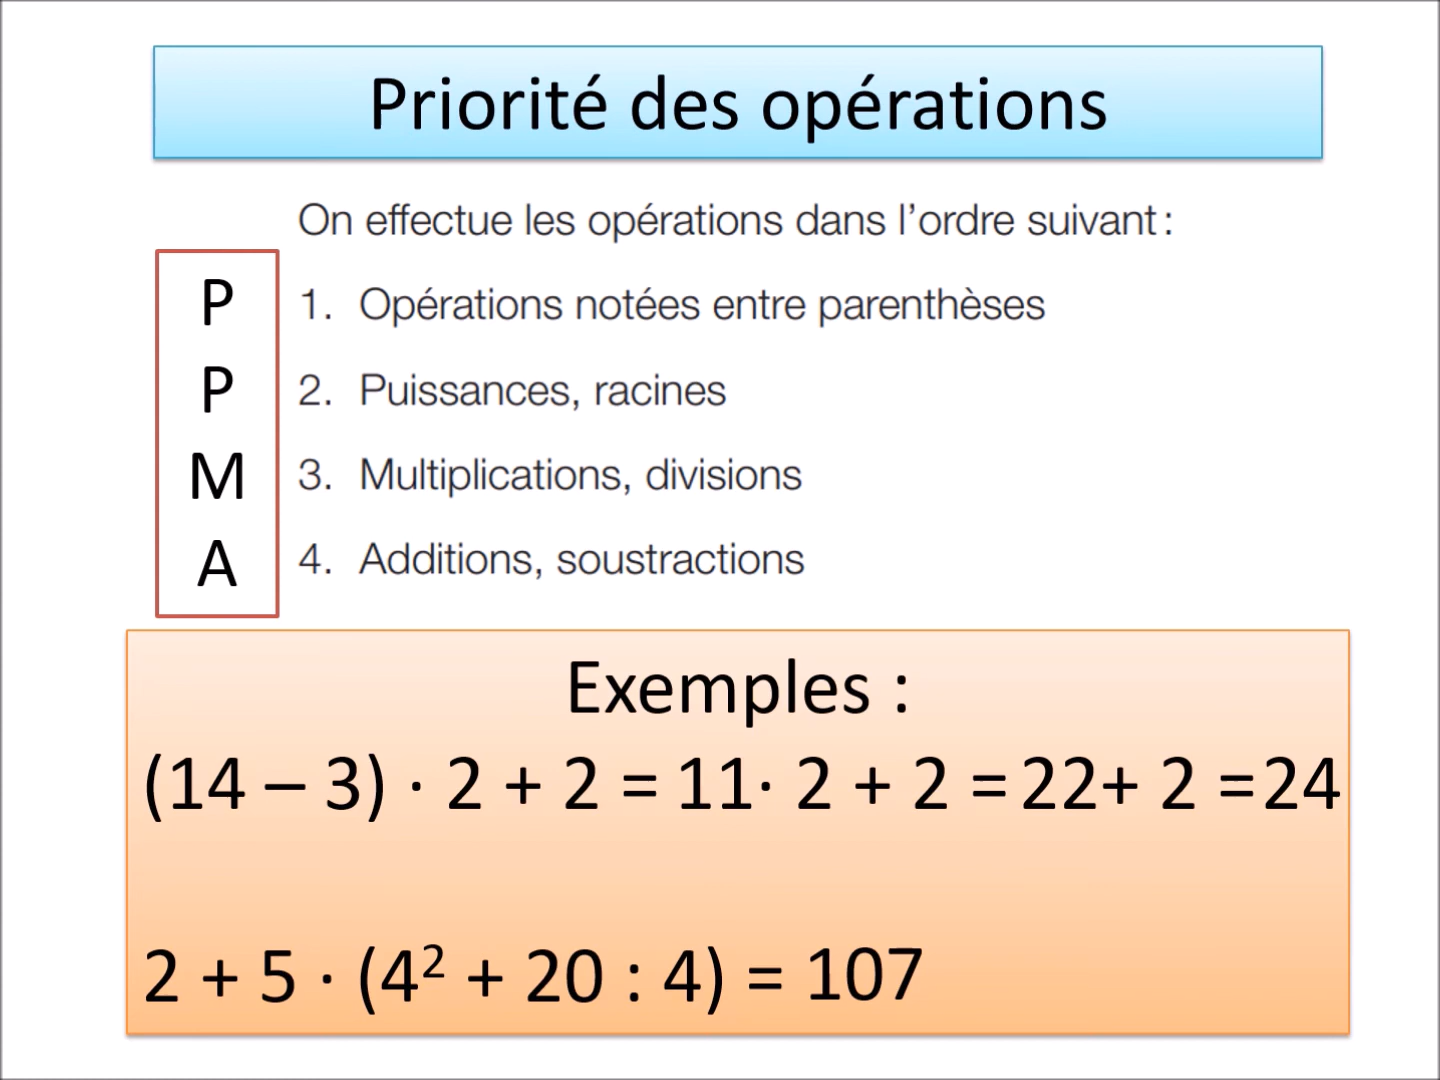 Priorité des opérations
On effectue les opérations dans l’ordre suivant :
P 1. Opérations notées entre parenthèses
P 2. Puissances, racines
M 3. Multiplications, divisions
A 4. Additions, soustractions
Exemples :
(14 – 3) · 2 + 2 = 11· 2 + 2 = 22+ 2 = 24
2 + 5 · (4² + 20 : 4) = 107